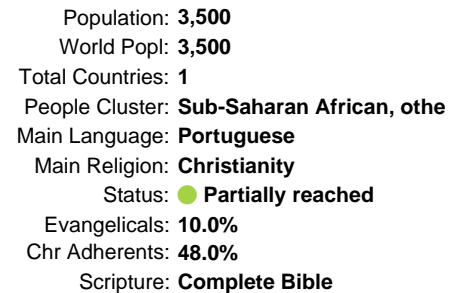 Population: 3,500
World Popl: 3,500
Total Countries: 1
People Cluster: Sub-Saharan African, othe
Main Language: Portuguese
Main Religion: Christianity
Status: Partially reached
Evangelicals: 10.0%
Chr Adherents: 48.0%
Scripture: Complete Bible